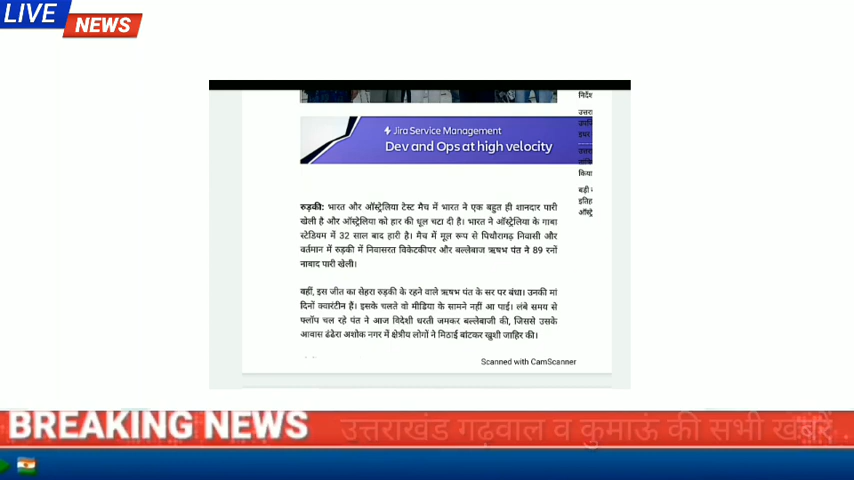 LIVE
NEWS
Jira Service Management
Dev and Ops at high velocity
निर्देश
किया
बड़ी
रुड़की: भारत और ऑस्ट्रेलिया टेस्ट मैच में भारत ने एक बहुत ही शानदार पारी
खेली है और ऑस्ट्रेलिया को हार की धूल चटा दी है। भारत ने ऑस्ट्रेलिया के गाबा
स्टेडियम में 32 साल बाद हारी है। मैच में मूल रूप से पिथौरागढ़ निवासी और
वर्तमान में रुड़की में निवासरत विकेटकीपर और बल्लेबाज ऋषभ पंत ने 89 रनों
नाबाद पारी खेली।
वहीं, इस जीत का सेहरा रुड़की के रहने वाले ऋषभ पंत के सर पर बंधा। उनकी मां
दिनों क्वारंटीन हैं। इसके चलते वो मीडिया के सामने नहीं आ पाई। लंबे समय से
फ्लॉप चल रहे पंत ने आज विदेशी धरती जमकर बल्लेबाजी की, जिससे उसके
आवास ढंढेरा अशोक नगर में क्षेत्रीय लोगों ने मिठाई बांटकर खुशी जाहिर की।
Scanned with CamScanner
BREAKING NEWS
उत्तराखंड गढ़वाल व कुमाऊं की सभी खबरें